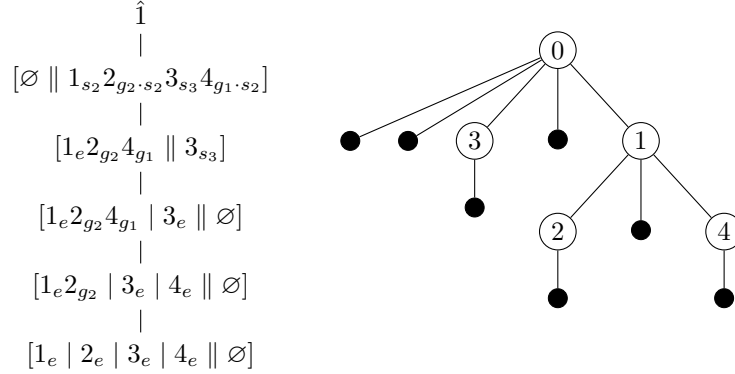 1̂
[∅ ∥ 1_{s_2}2_{g_2·s_2}3_{s_3}4_{g_1·s_2}]
[1_e2_{g_2}4_{g_1} ∥ 3_{s_3}]
[1_e2_{g_2}4_{g_1} | 3_e ∥ ∅]
[1_e2_{g_2} | 3_e | 4_e ∥ ∅]
[1_e | 2_e | 3_e | 4_e ∥ ∅]
0
3
1
2
4